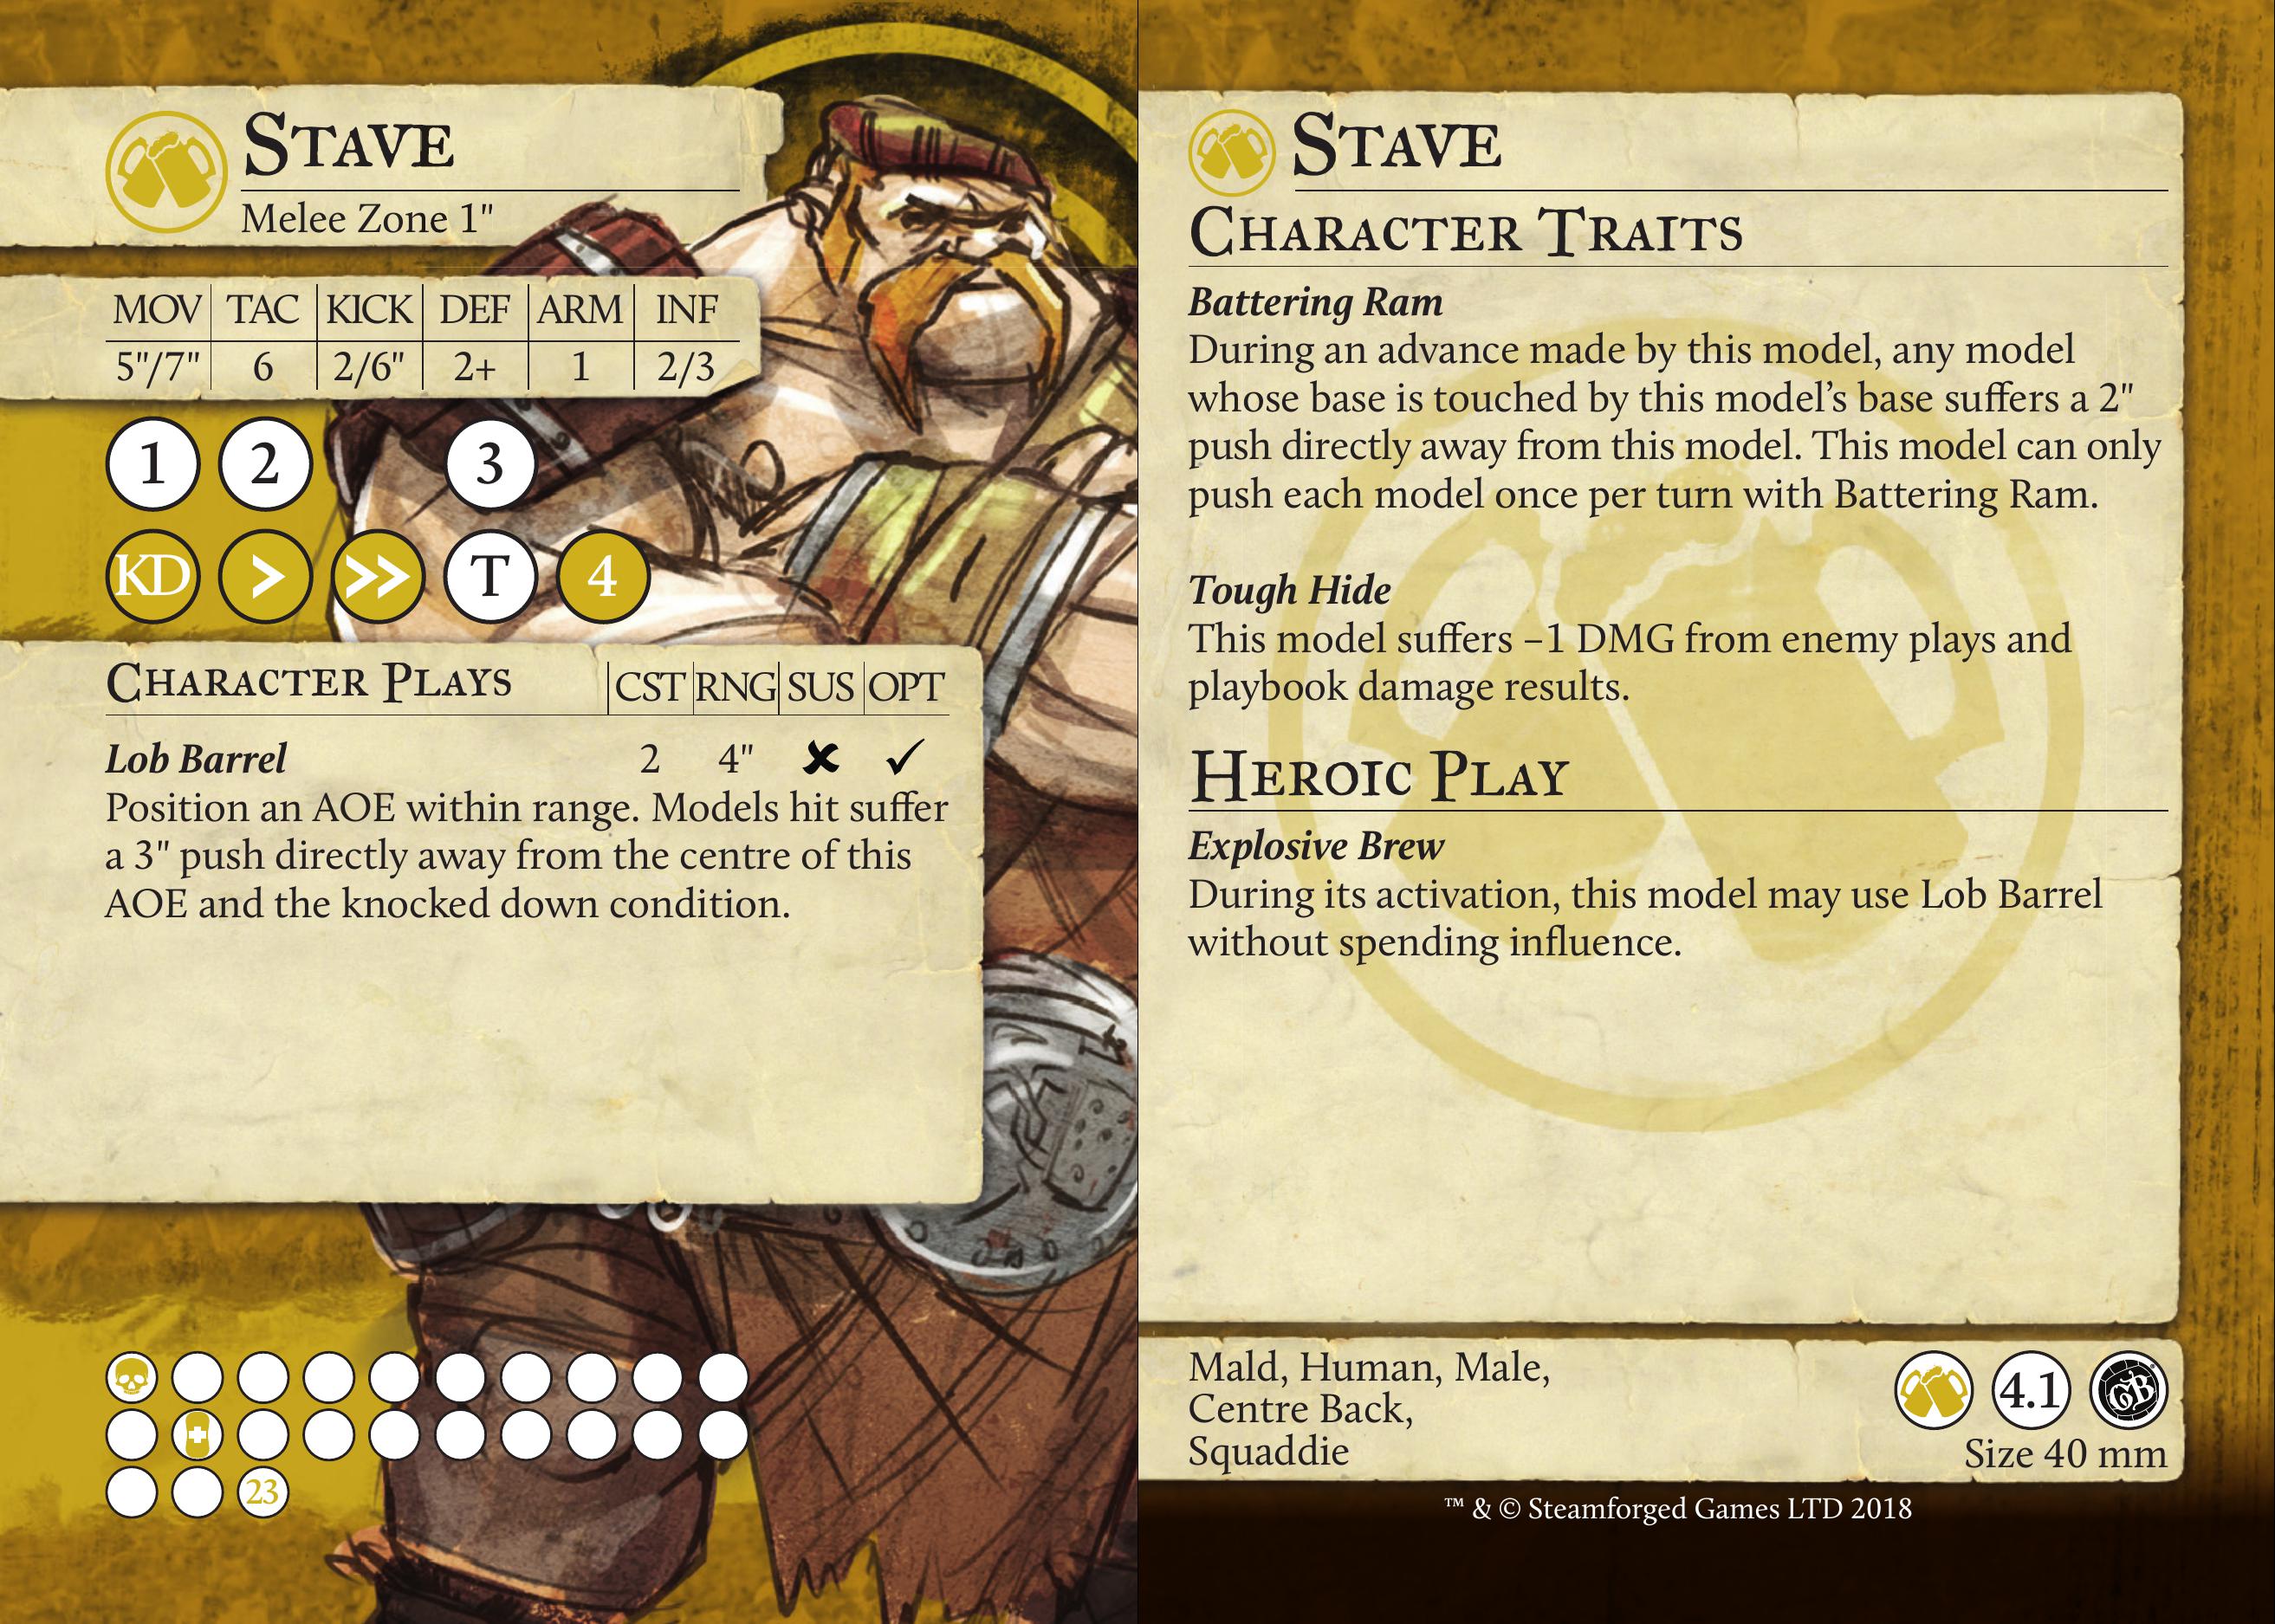 STAVE
Melee Zone 1"
MOV TAC KICK DEF ARM INF
5"/7" 6 2/6" 2+ 1 2/3
1 2 3
KD > >> T 4
CHARACTER PLAYS CST RNG SUS OPT
Lob Barrel 2 4" ✘ ✓
Position an AOE within range. Models hit suffer
a 3" push directly away from the centre of this
AOE and the knocked down condition.
23
STAVE
CHARACTER TRAITS
Battering Ram
During an advance made by this model, any model
whose base is touched by this model’s base suffers a 2"
push directly away from this model. This model can only
push each model once per turn with Battering Ram.
Tough Hide
This model suffers –1 DMG from enemy plays and
playbook damage results.
HEROIC PLAY
Explosive Brew
During its activation, this model may use Lob Barrel
without spending influence.
Mald, Human, Male,
Centre Back,
Squaddie
4.1 GB
Size 40 mm
™ & © Steamforged Games LTD 2018